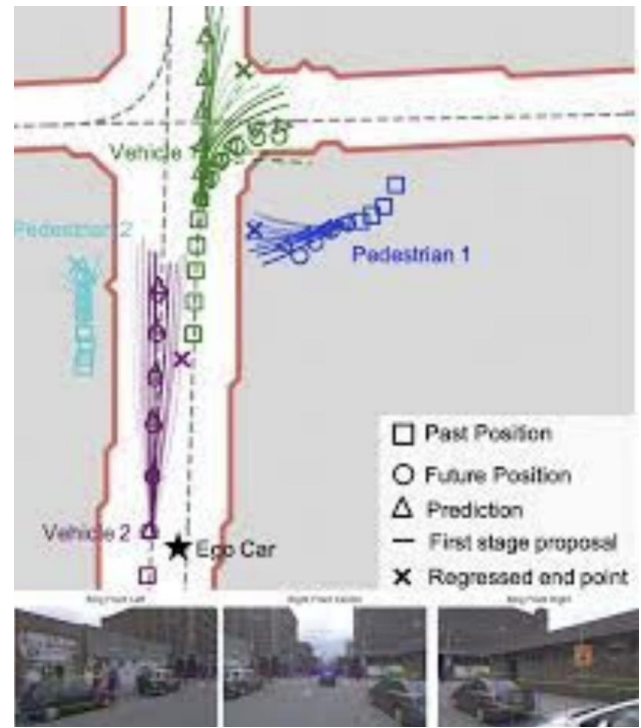 Vehicle 1
Pedestrian 2
Pedestrian 1
Past Position
Future Position
Prediction
First stage proposal
Regressed end point
Vehicle 2
Ego Car